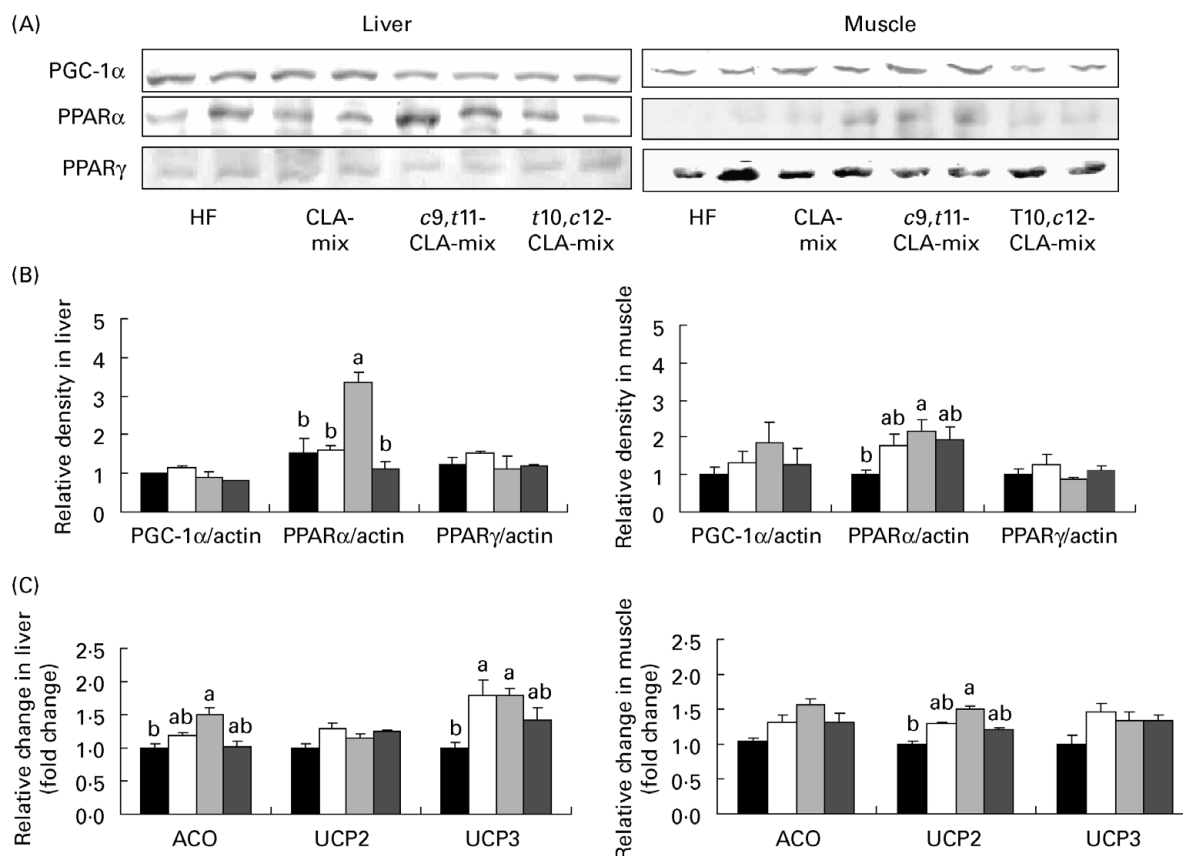 (A)
Liver
Muscle
PGC-1α
PPARα
PPARγ
HF
CLA-
mix
c9,t11-
CLA-mix
t10,c12-
CLA-mix
HF
CLA-
mix
c9,t11-
CLA-mix
T10,c12-
CLA-mix
(B)
Relative density in liver
5
4
3
2
1
0
b
b
a
b
PGC-1α/actin
PPARα/actin
PPARγ/actin
Relative density in muscle
5
4
3
2
1
0
b
ab
a
ab
PGC-1α/actin
PPARα/actin
PPARγ/actin
(C)
Relative change in liver
(fold change)
2·5
2·0
1·5
1·0
0·5
0·0
b
ab
a
ab
b
a
a
ab
ACO
UCP2
UCP3
Relative change in muscle
(fold change)
2·5
2·0
1·5
1·0
0·5
0·0
b
ab
a
ab
ACO
UCP2
UCP3